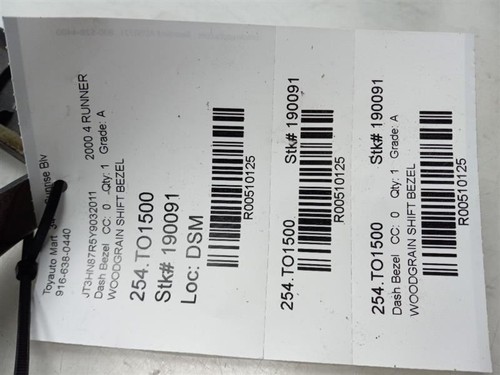 Toyauto Mart Sunrise Blv
916-638-0440
2000 4 RUNNER
JT3HN87R5Y9032011
Dash Bezel CC: 0 Qty: 1 Grade: A
WOODGRAIN SHIFT BEZEL
254.TO1500
Stk# 190091
Loc: DSM
R00510125
254.TO1500
Stk# 190091
R00510125
254.TO1500
Stk# 190091
Dash Bezel CC: 0 Qty: 1 Grade: A
WOODGRAIN SHIFT BEZEL
R00510125